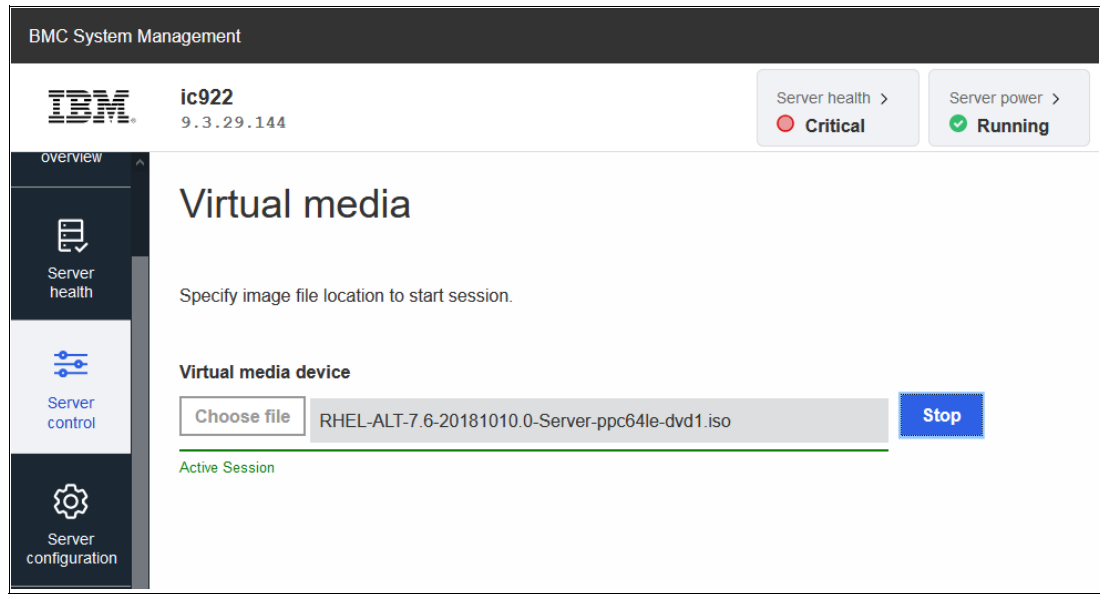 BMC System Management
IBM.
ic922
9.3.29.144
Server health >
Critical
Server power >
Running
overview
Server
health
Server
control
Server
configuration
Virtual media
Specify image file location to start session.
Virtual media device
Choose file
RHEL-ALT-7.6-20181010.0-Server-ppc64le-dvd1.iso
Stop
Active Session